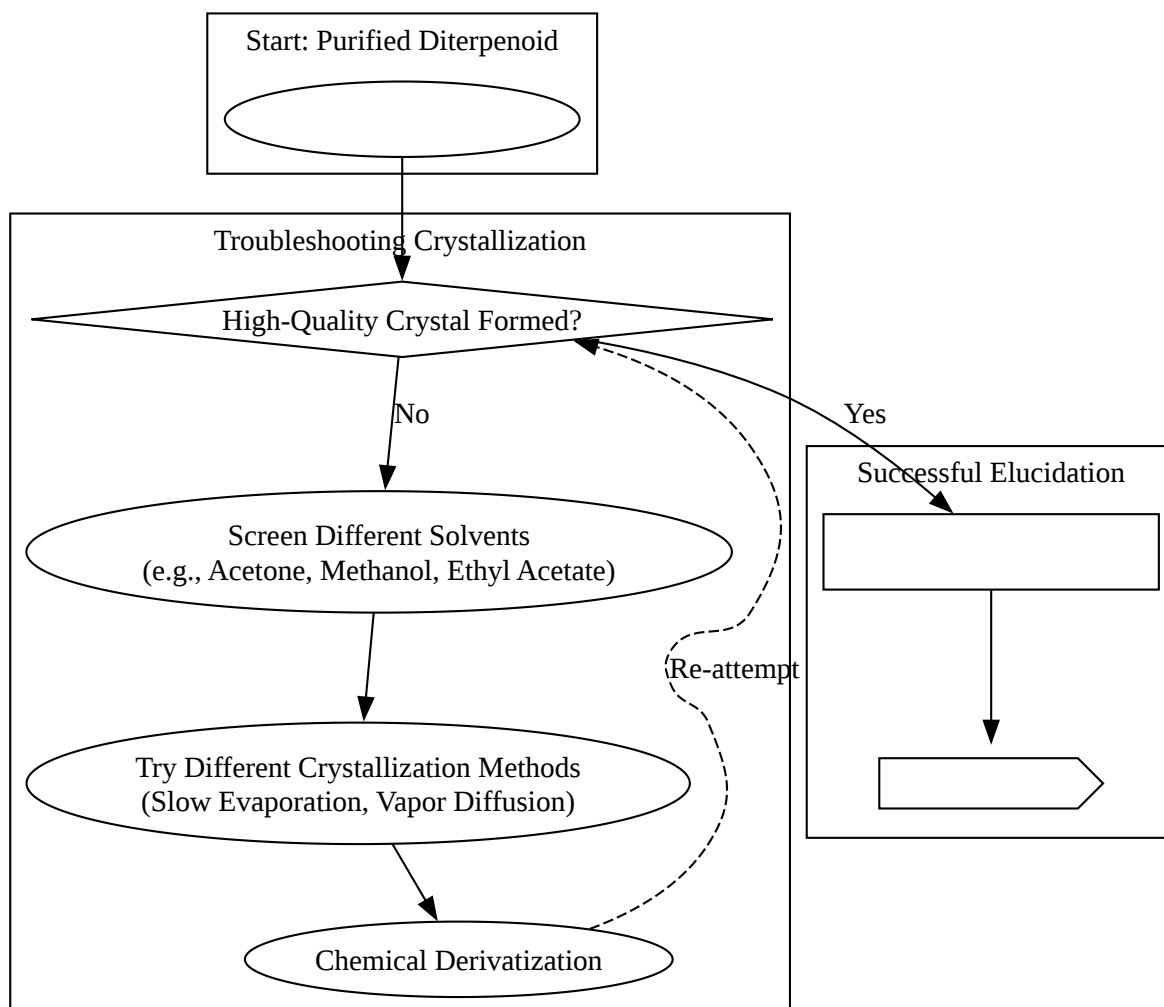 Start: Purified Diterpenoid
Troubleshooting Crystallization
High-Quality Crystal Formed?
No
Yes
Successful Elucidation
Screen Different Solvents
(e.g., Acetone, Methanol, Ethyl Acetate)
Re-attempt
Try Different Crystallization Methods
(Slow Evaporation, Vapor Diffusion)
Chemical Derivatization